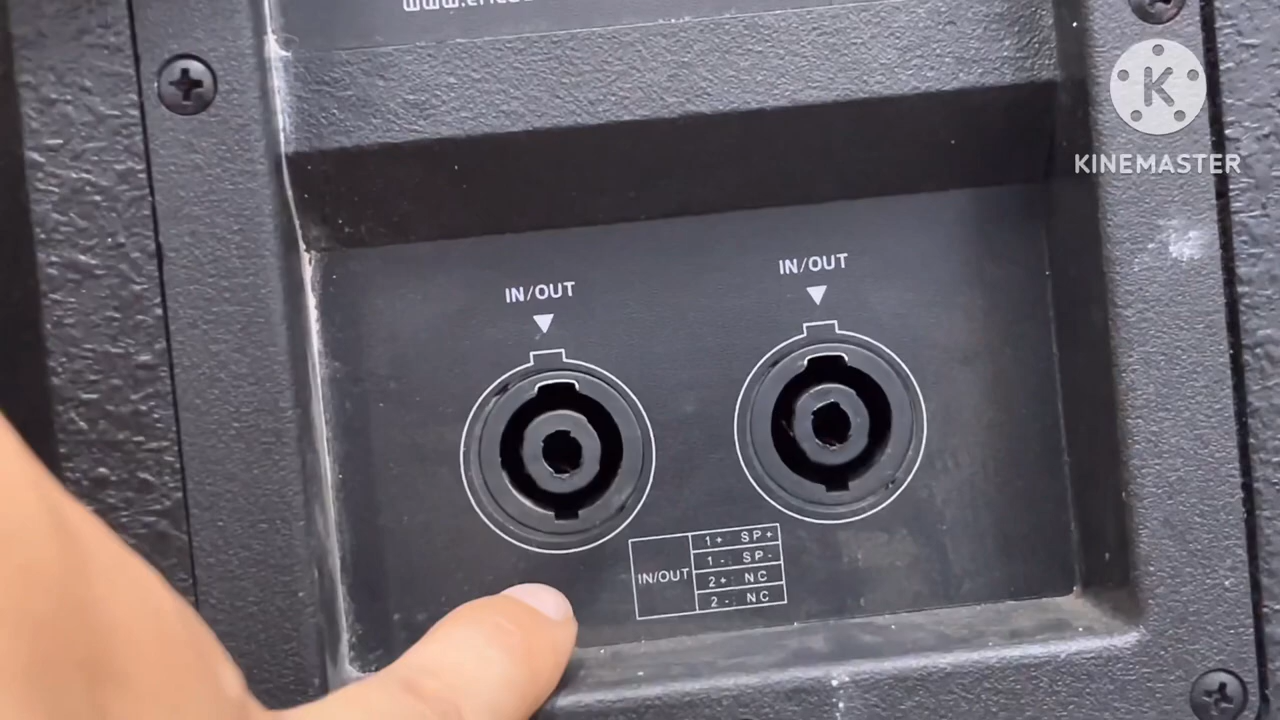 KINEMASTER
IN/OUT
IN/OUT
IN/OUT
1+: SP+
1-: SP-
2+: NC
2-: NC